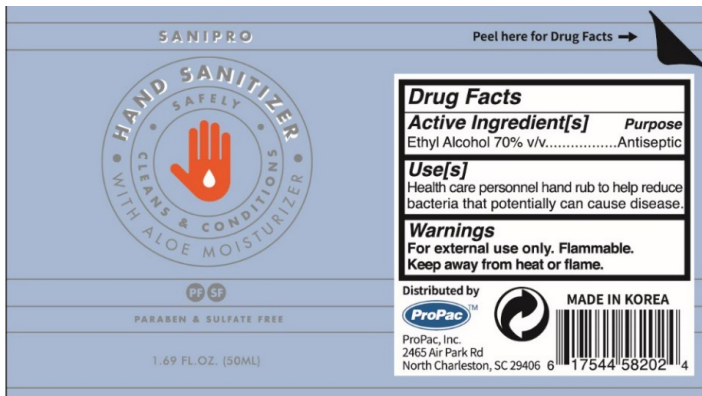 SANIPRO
HAND SANITIZER
SAFELY
CLEANS & CONDITIONS
WITH ALOE MOISTURIZER
PF SF
PARABEN & SULFATE FREE
1.69 FL.OZ. (50ML)
Peel here for Drug Facts
Drug Facts
Active Ingredient[s] Purpose
Ethyl Alcohol 70% v/v.................Antiseptic
Use[s]
Health care personnel hand rub to help reduce
bacteria that potentially can cause disease.
Warnings
For external use only. Flammable.
Keep away from heat or flame.
Distributed by
ProPac™
ProPac, Inc.
2465 Air Park Rd
North Charleston, SC 29406
MADE IN KOREA
6 17544 58202 4